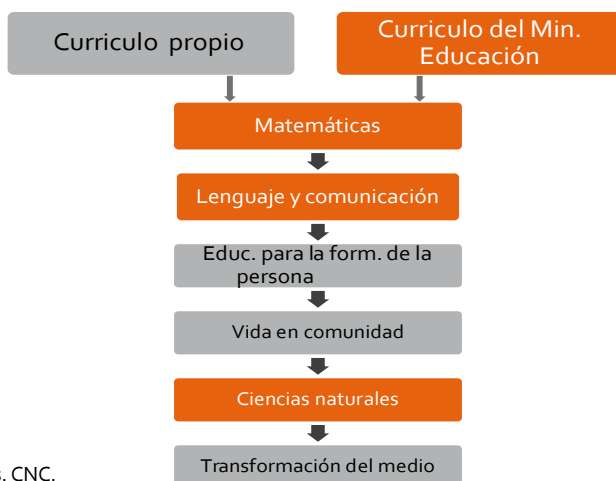 Curriculo propio
Curriculo del Min.
Educación
Matemáticas
Lenguaje y comunicación
Educ. para la form. de la
persona
Vida en comunidad
Ciencias naturales
Transformación del medio
. CNC.